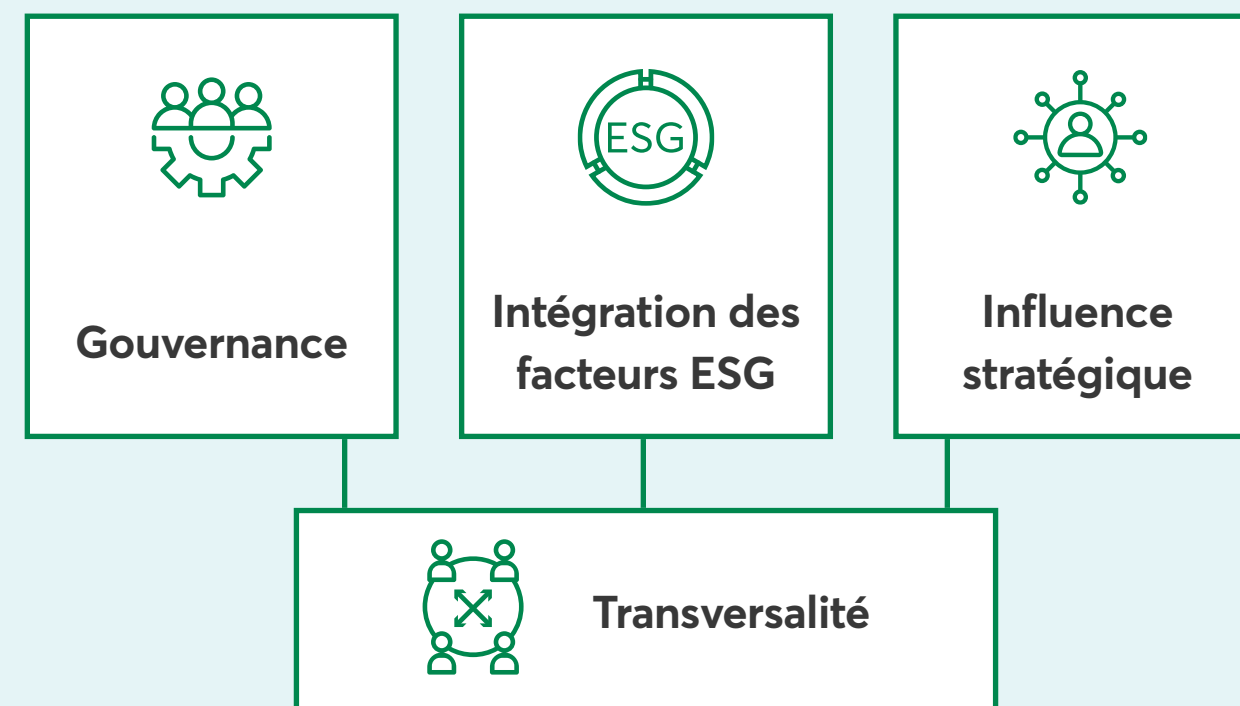 ESG
Gouvernance
Intégration des
facteurs ESG
Influence
stratégique
Transversalité